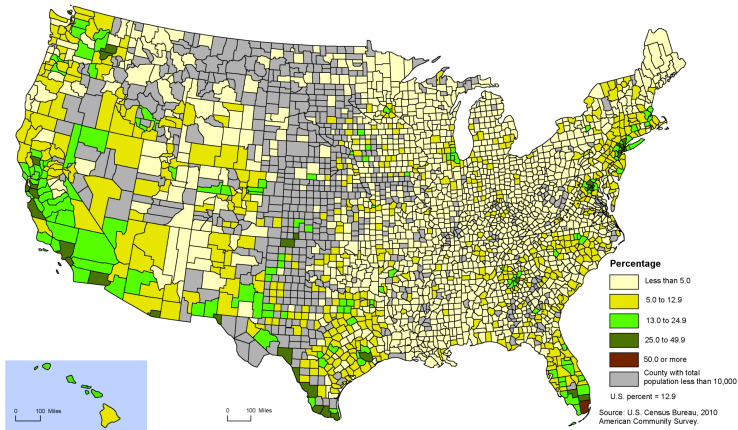 Percentage
Less than 5.0
5.0 to 12.9
13.0 to 24.9
25.0 to 49.9
50.0 or more
County with total
population less than 10,000
U.S. percent = 12.9
Source: U.S. Census Bureau, 2010
American Community Survey.
0 100 Miles
0 100 Miles